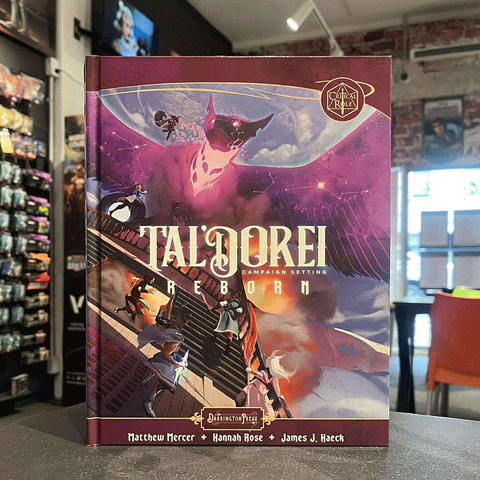 CRITICAL
ROLE
TAL'DOREI
CAMPAIGN SETTING
REBORN
DARRINGTON PRESS
Matthew Mercer + Hannah Rose + James J. Haeck